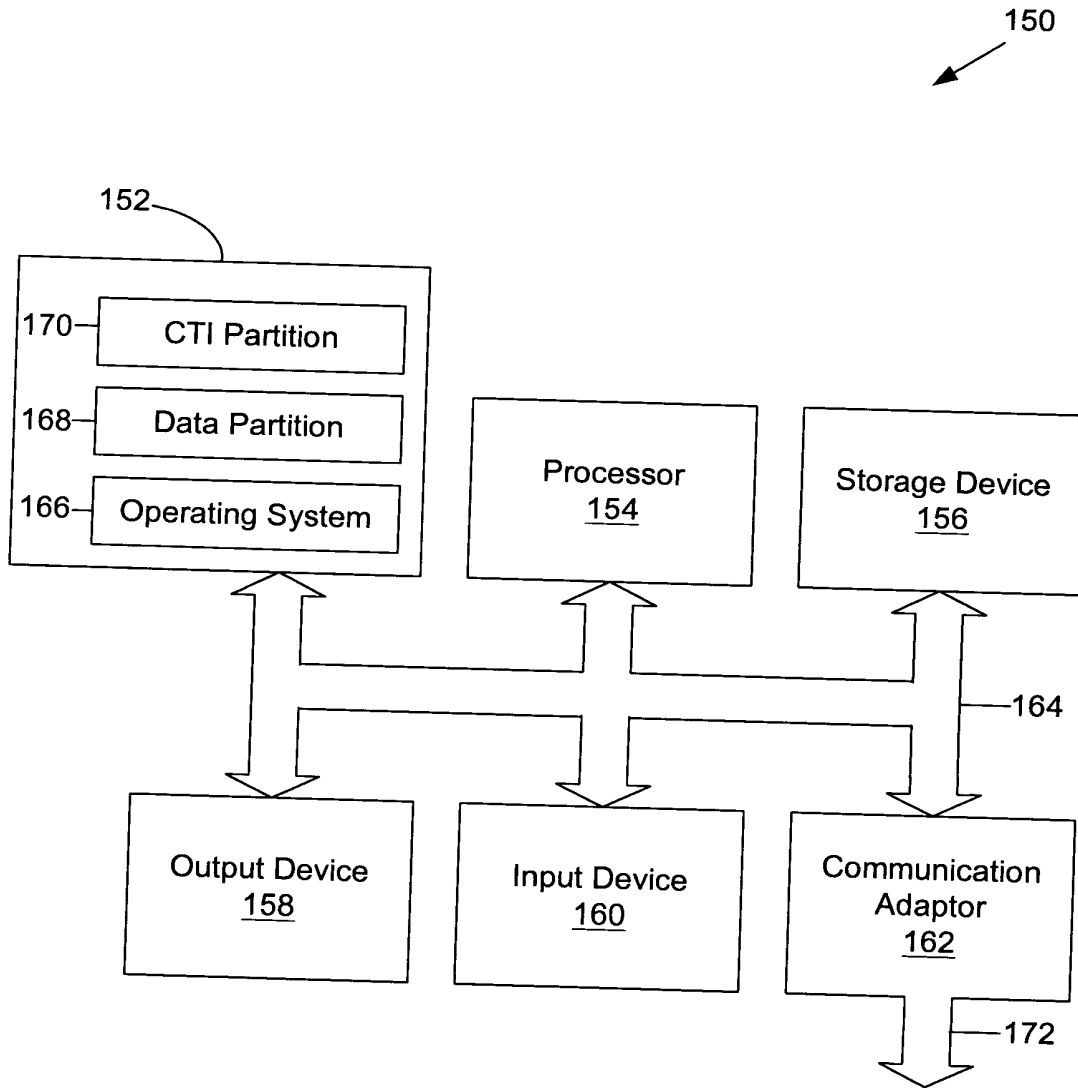 150
152
170
CTI Partition
168
Data Partition
166
Operating System
Processor
154
Storage Device
156
164
Output Device
158
Input Device
160
Communication
Adaptor
162
172